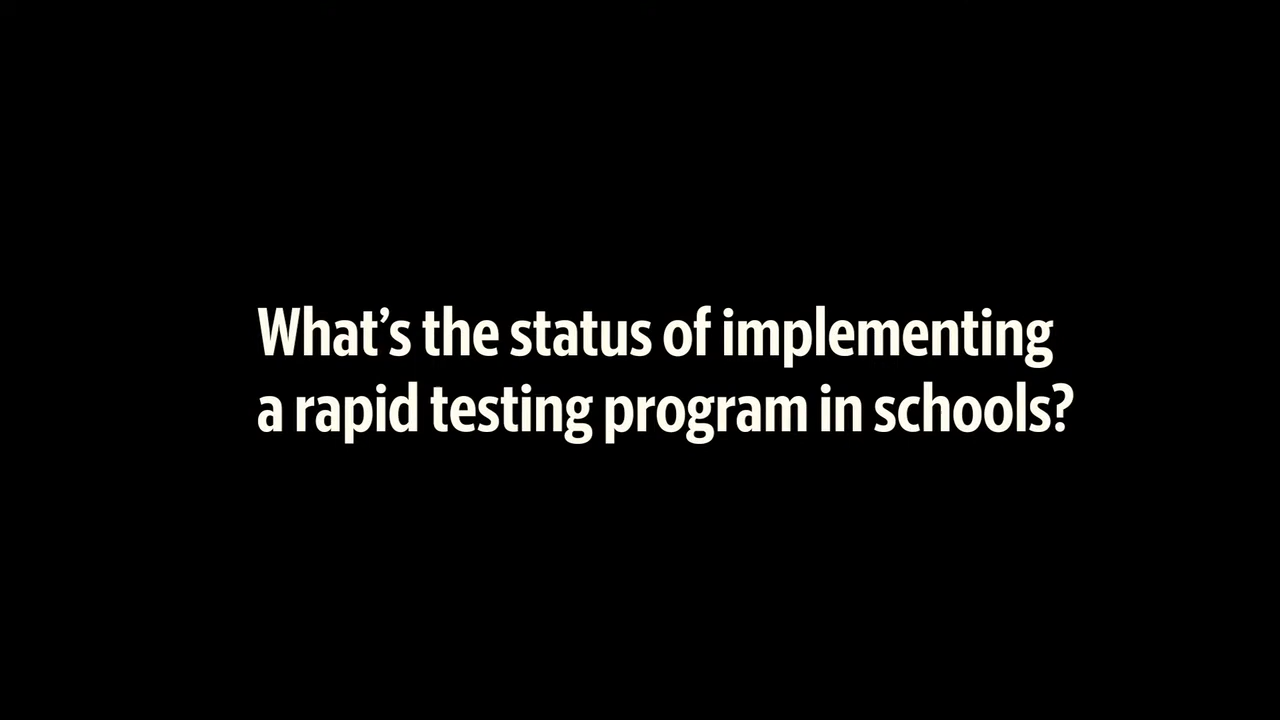 What’s the status of implementing
a rapid testing program in schools?